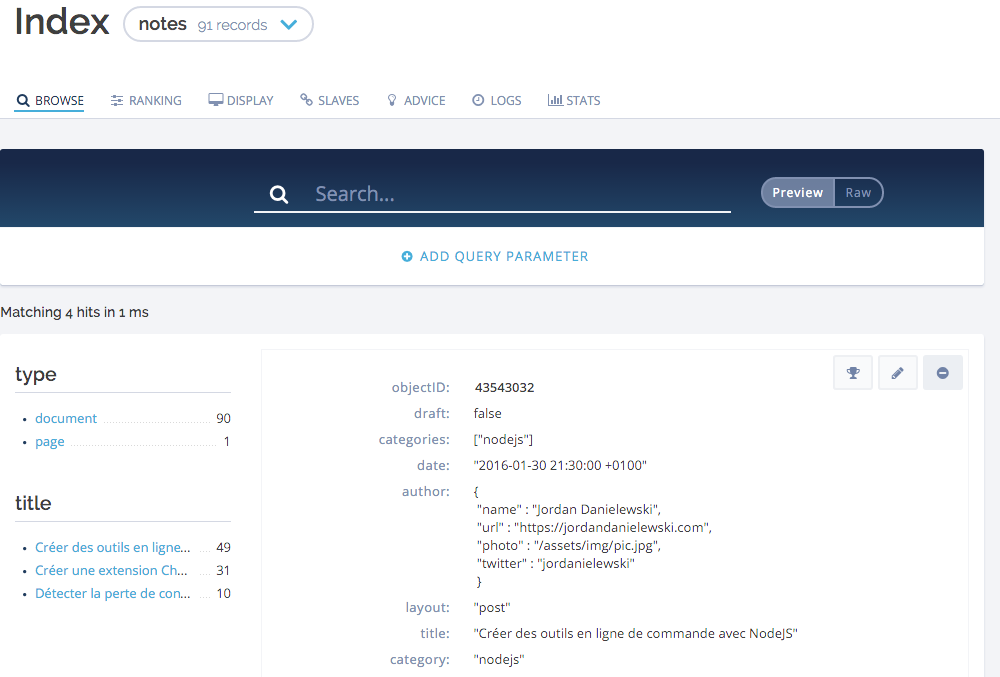 Index notes 91 records
BROWSE RANKING DISPLAY SLAVES ADVICE LOGS STATS
Search... Preview Raw
ADD QUERY PARAMETER
Matching 4 hits in 1 ms
type
• document 90
• page 1
title
• Créer des outils en ligne... 49
• Créer une extension Ch... 31
• Détecter la perte de con... 10
objectID: 43543032
draft: false
categories: ["nodejs"]
date: "2016-01-30 21:30:00 +0100"
author: {
"name" : "Jordan Danielewski",
"url" : "https://jordandanielewski.com",
"photo" : "/assets/img/pic.jpg",
"twitter" : "jordanielewski"
}
layout: "post"
title: "Créer des outils en ligne de commande avec NodeJS"
category: "nodejs"